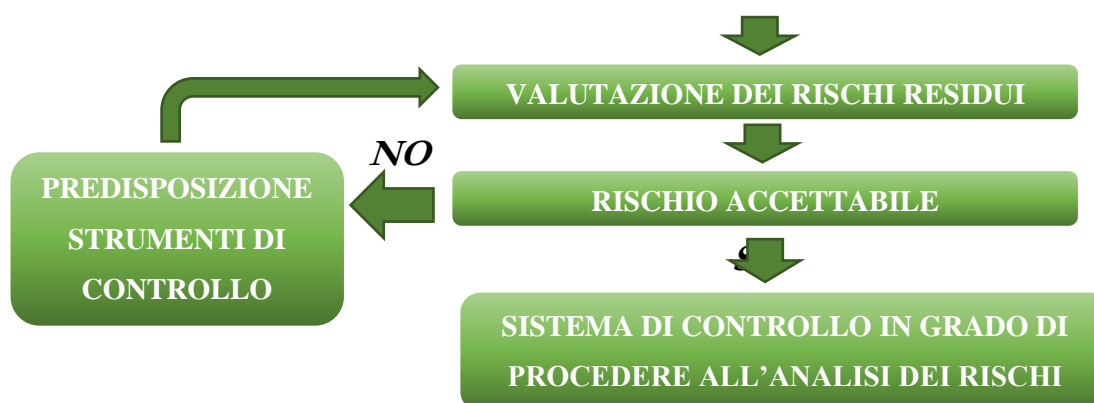 VALUTAZIONE DEI RISCHI RESIDUI
NO
RISCHIO ACCETTABILE
PREDISPOSIZIONE
STRUMENTI DI
CONTROLLO
SISTEMA DI CONTROLLO IN GRADO DI
PROCEDERE ALL’ANALISI DEI RISCHI